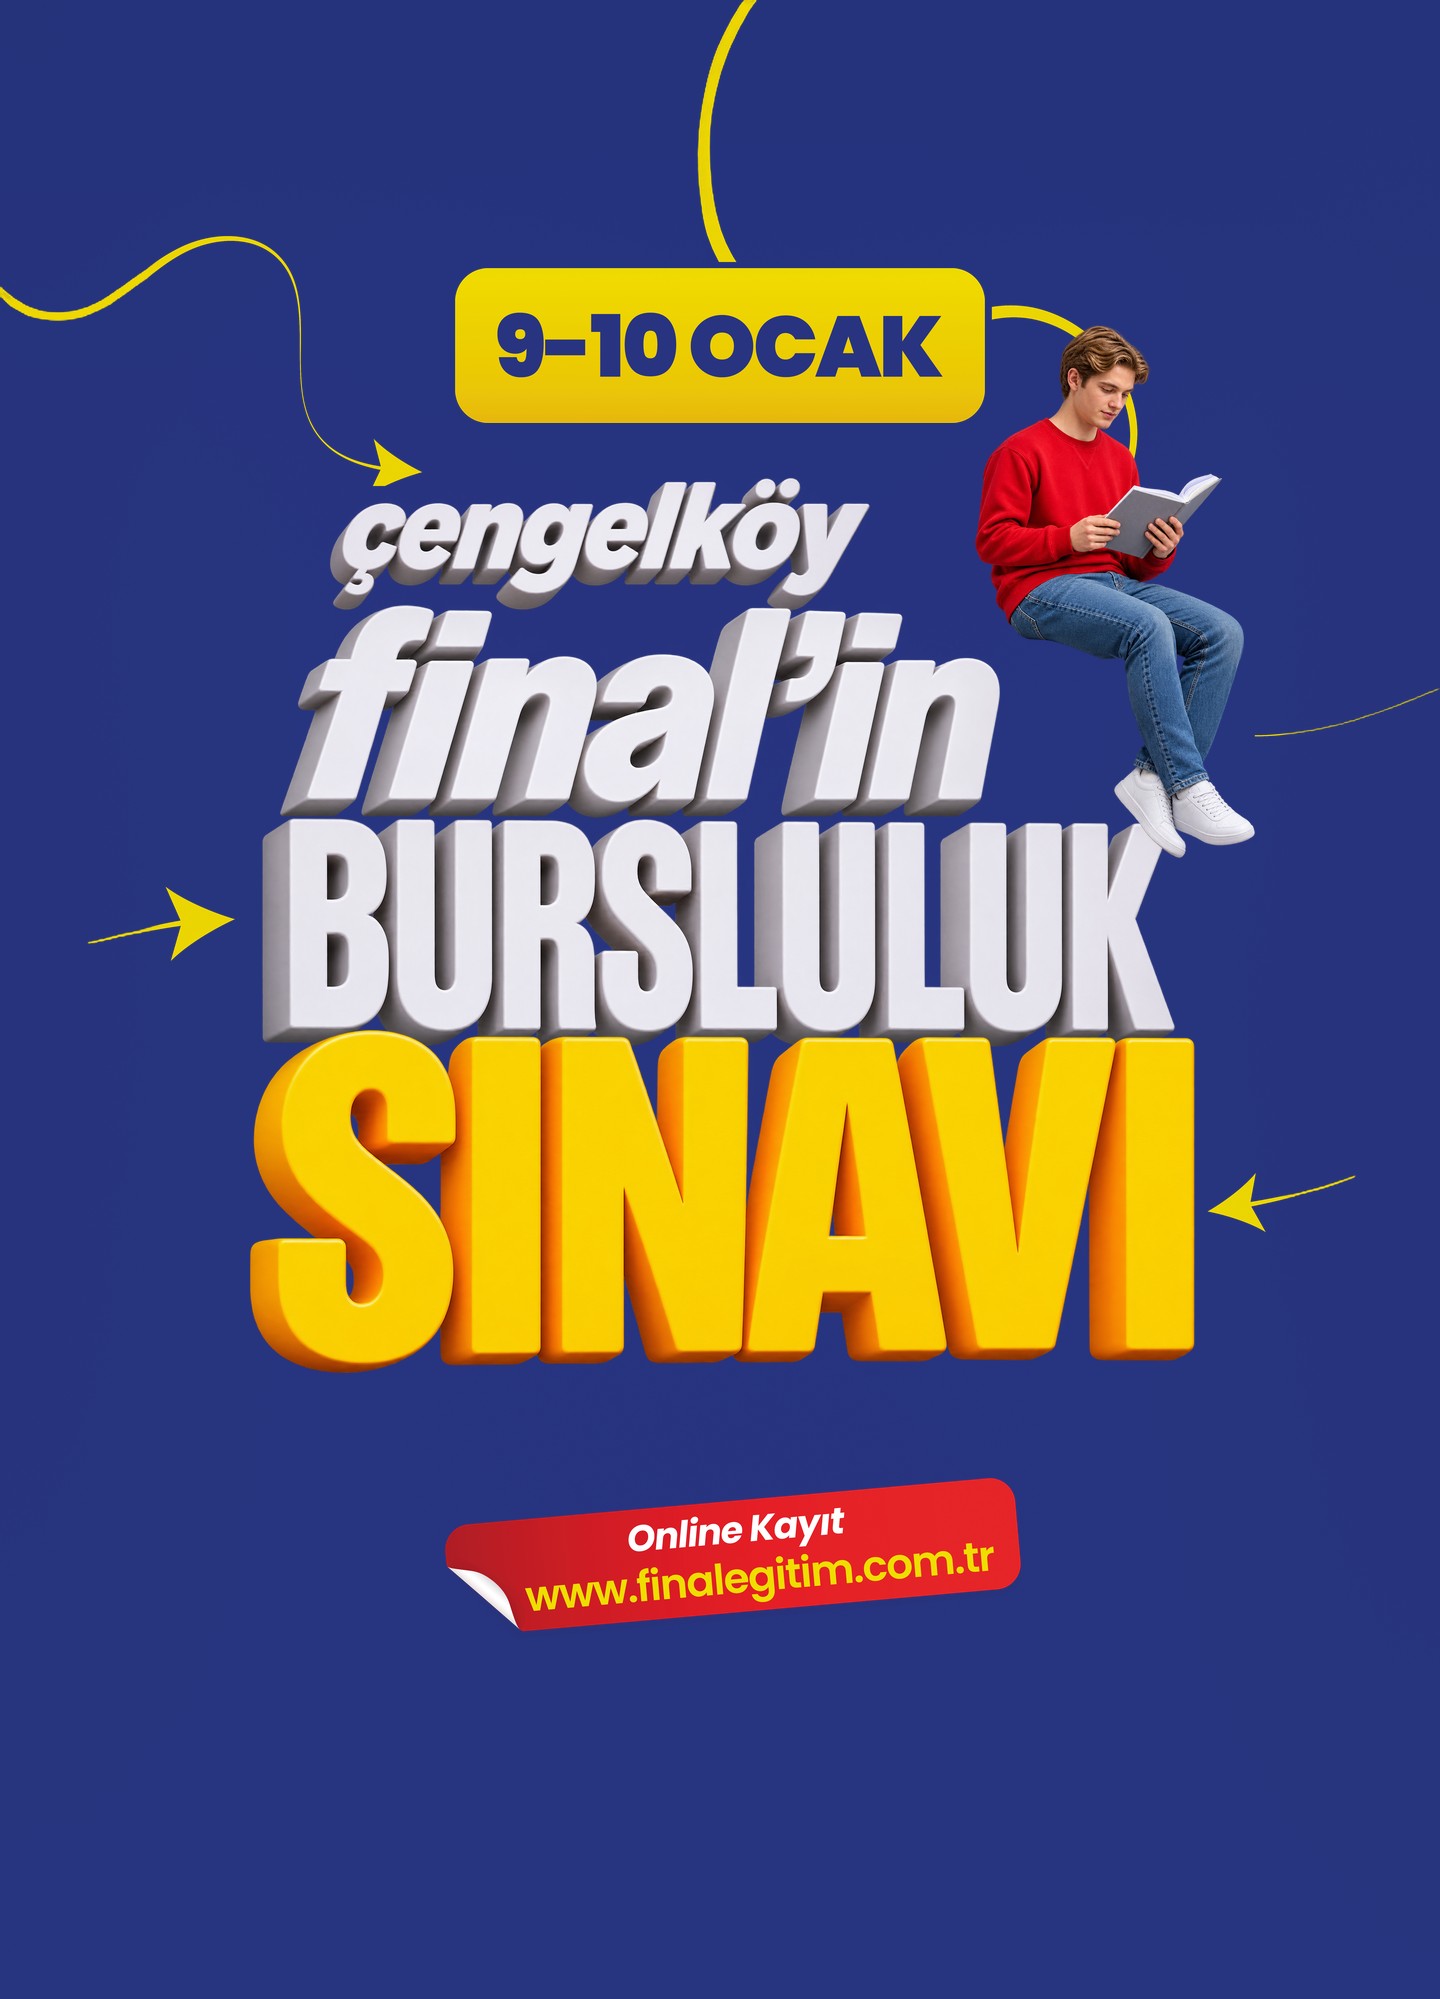 9–10 OCAK
çengelköy
final’in
BURSLULUK
SINAVI
Online Kayıt
www.finalegitim.com.tr